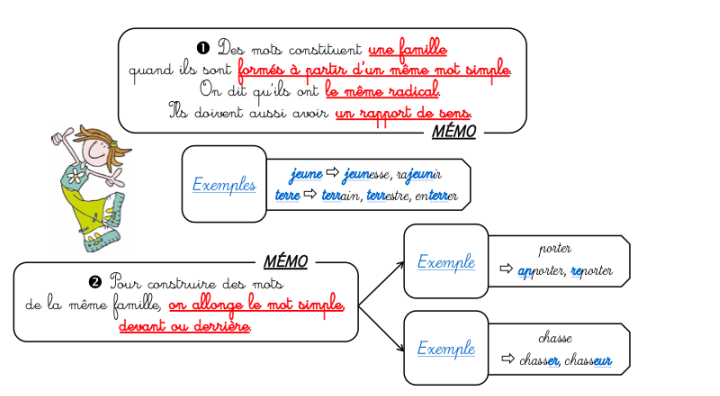 ❶ Des mots constituent une famille
quand ils sont formés à partir d'un même mot simple.
On dit qu'ils ont le même radical.
Ils doivent aussi avoir un rapport de sens.
MÉMO
Exemples
jeune ⇨ jeunesse, rajeunir
terre ⇨ terrain, terrestre, enterrer
MÉMO
❷ Pour construire des mots
de la même famille, on allonge le mot simple,
devant ou derrière.
Exemple
porter
⇨ apporter, reporter
Exemple
chasse
⇨ chasser, chasseur